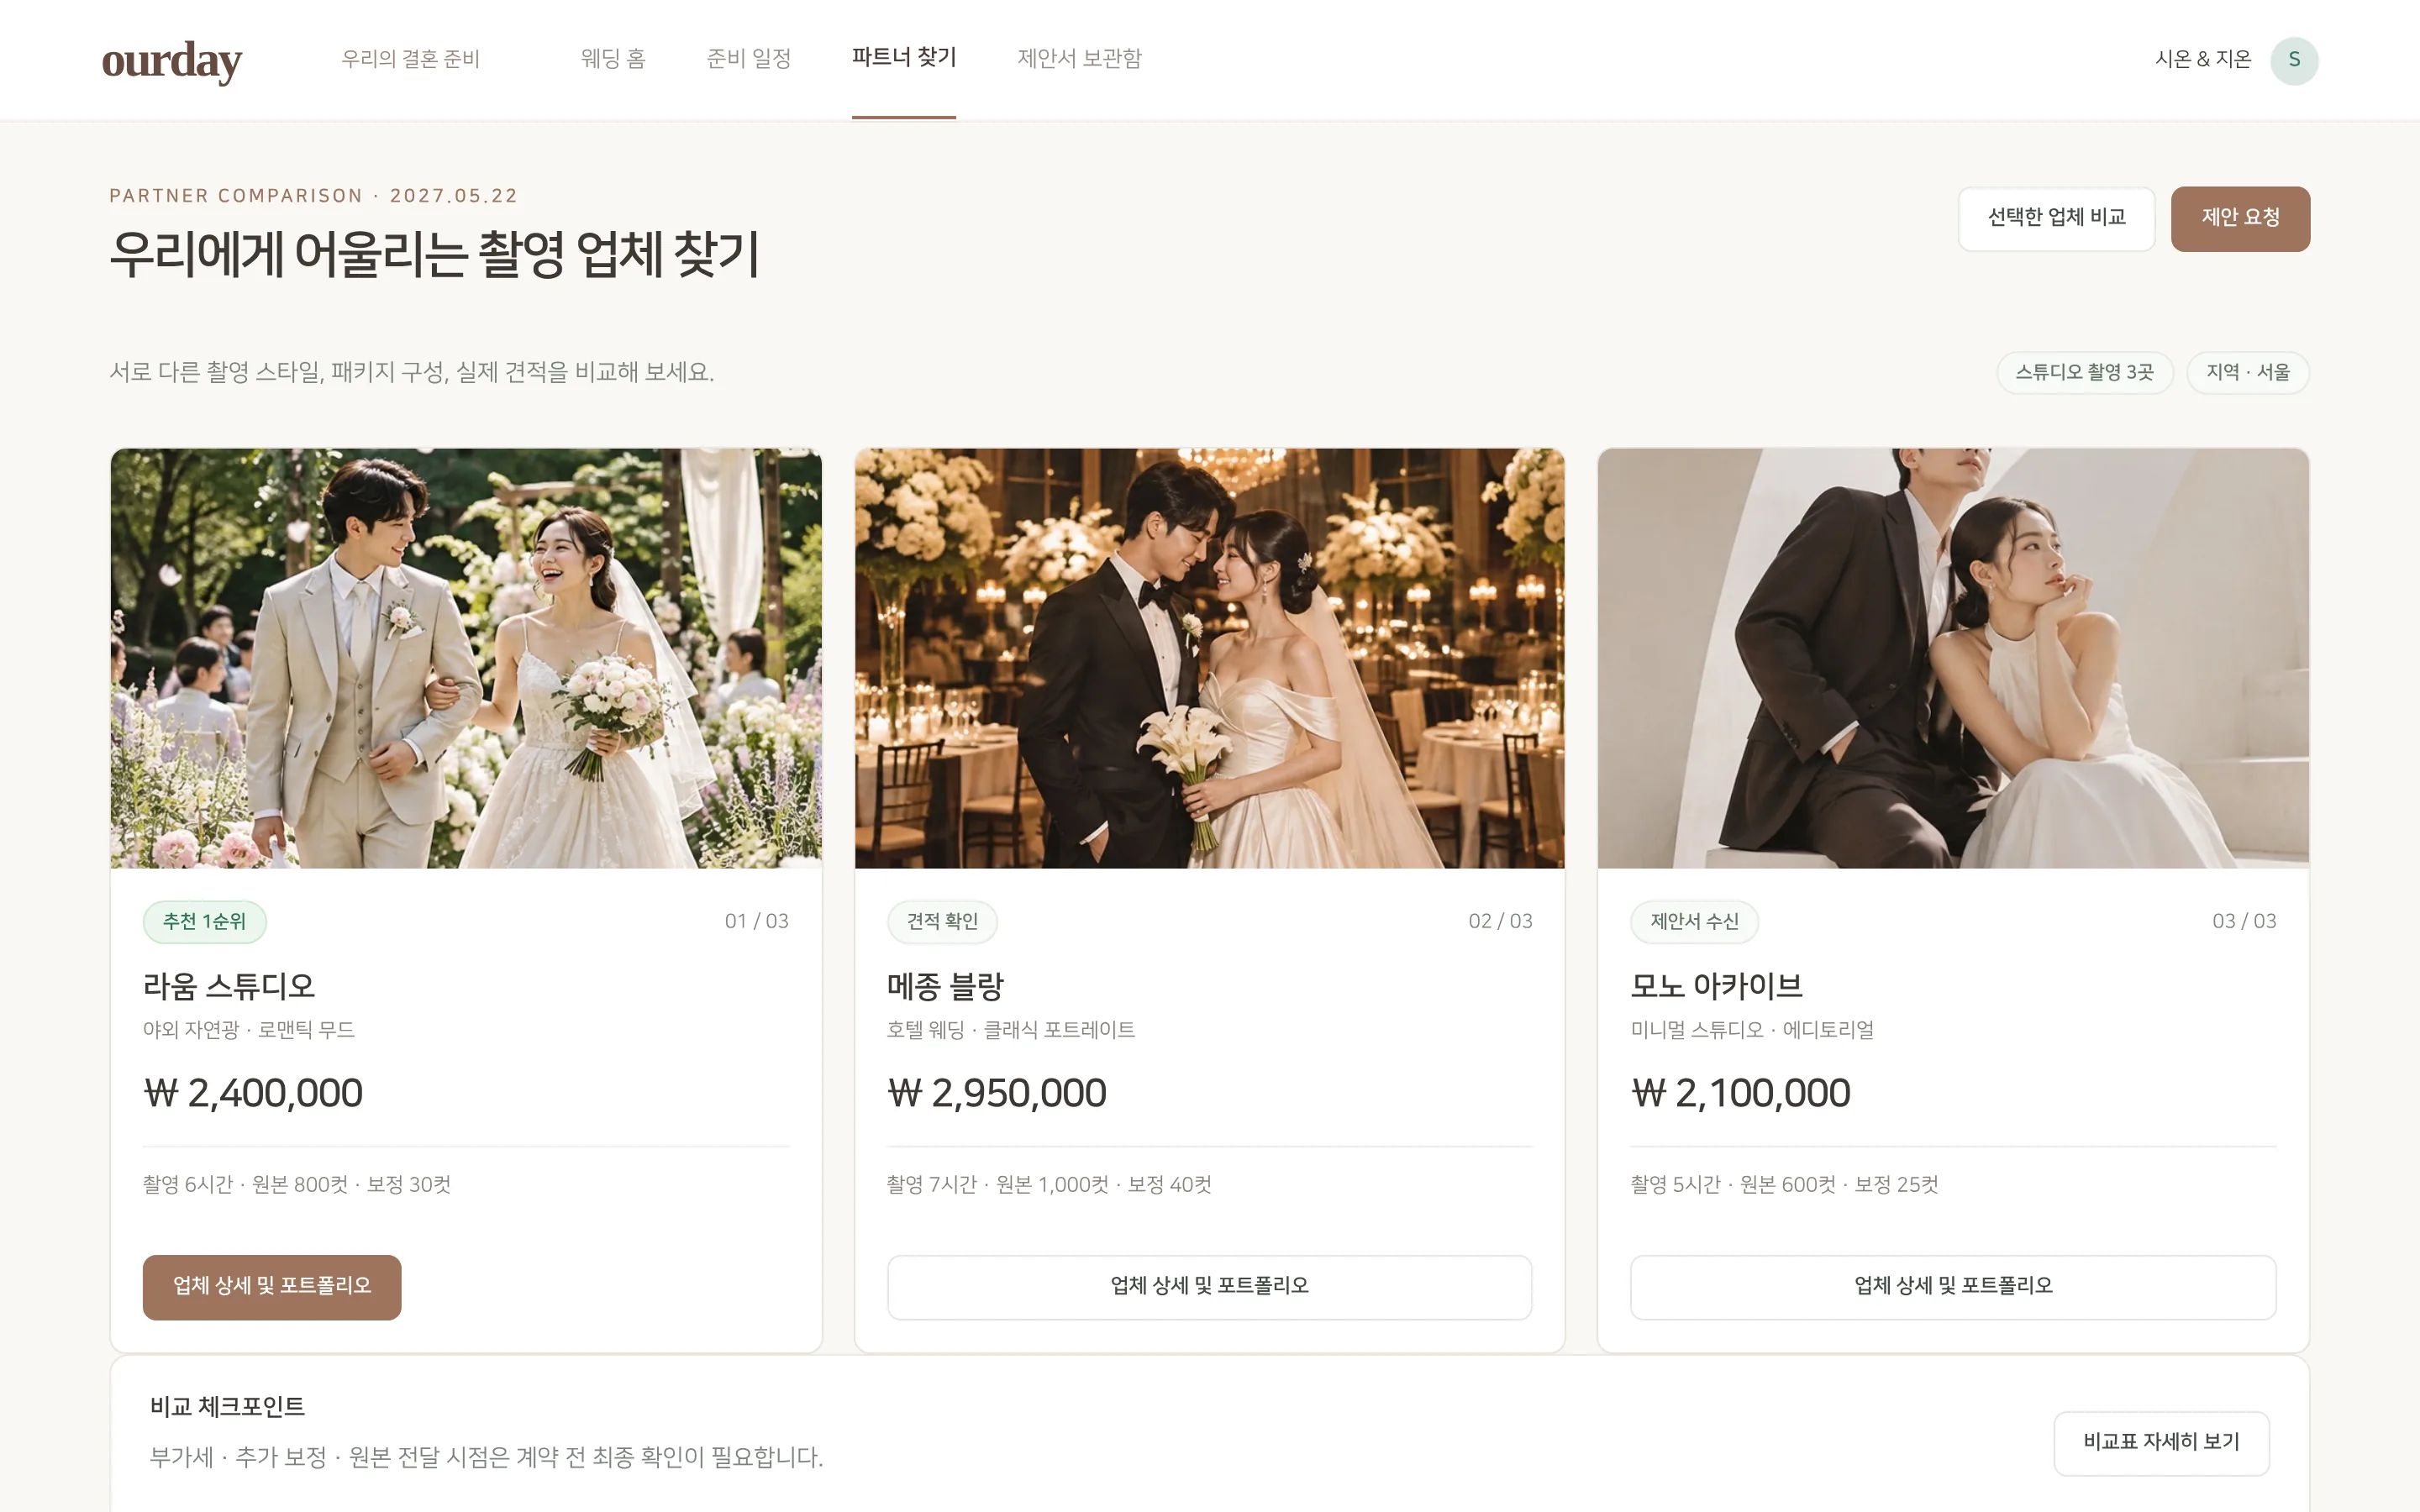 ourday
우리의 결혼 준비
웨딩 홈
준비 일정
파트너 찾기
제안서 보관함
시온 & 지온
S
PARTNER COMPARISON · 2027.05.22
우리에게 어울리는 촬영 업체 찾기
선택한 업체 비교
제안 요청
서로 다른 촬영 스타일, 패키지 구성, 실제 견적을 비교해 보세요.
스튜디오 촬영 3곳
지역 · 서울
추천 1순위
01 / 03
라움 스튜디오
야외 자연광 · 로맨틱 무드
₩ 2,400,000
촬영 6시간 · 원본 800컷 · 보정 30컷
업체 상세 및 포트폴리오
견적 확인
02 / 03
메종 블랑
호텔 웨딩 · 클래식 포트레이트
₩ 2,950,000
촬영 7시간 · 원본 1,000컷 · 보정 40컷
업체 상세 및 포트폴리오
제안서 수신
03 / 03
모노 아카이브
미니멀 스튜디오 · 에디토리얼
₩ 2,100,000
촬영 5시간 · 원본 600컷 · 보정 25컷
업체 상세 및 포트폴리오
비교 체크포인트
부가세 · 추가 보정 · 원본 전달 시점은 계약 전 최종 확인이 필요합니다.
비교표 자세히 보기